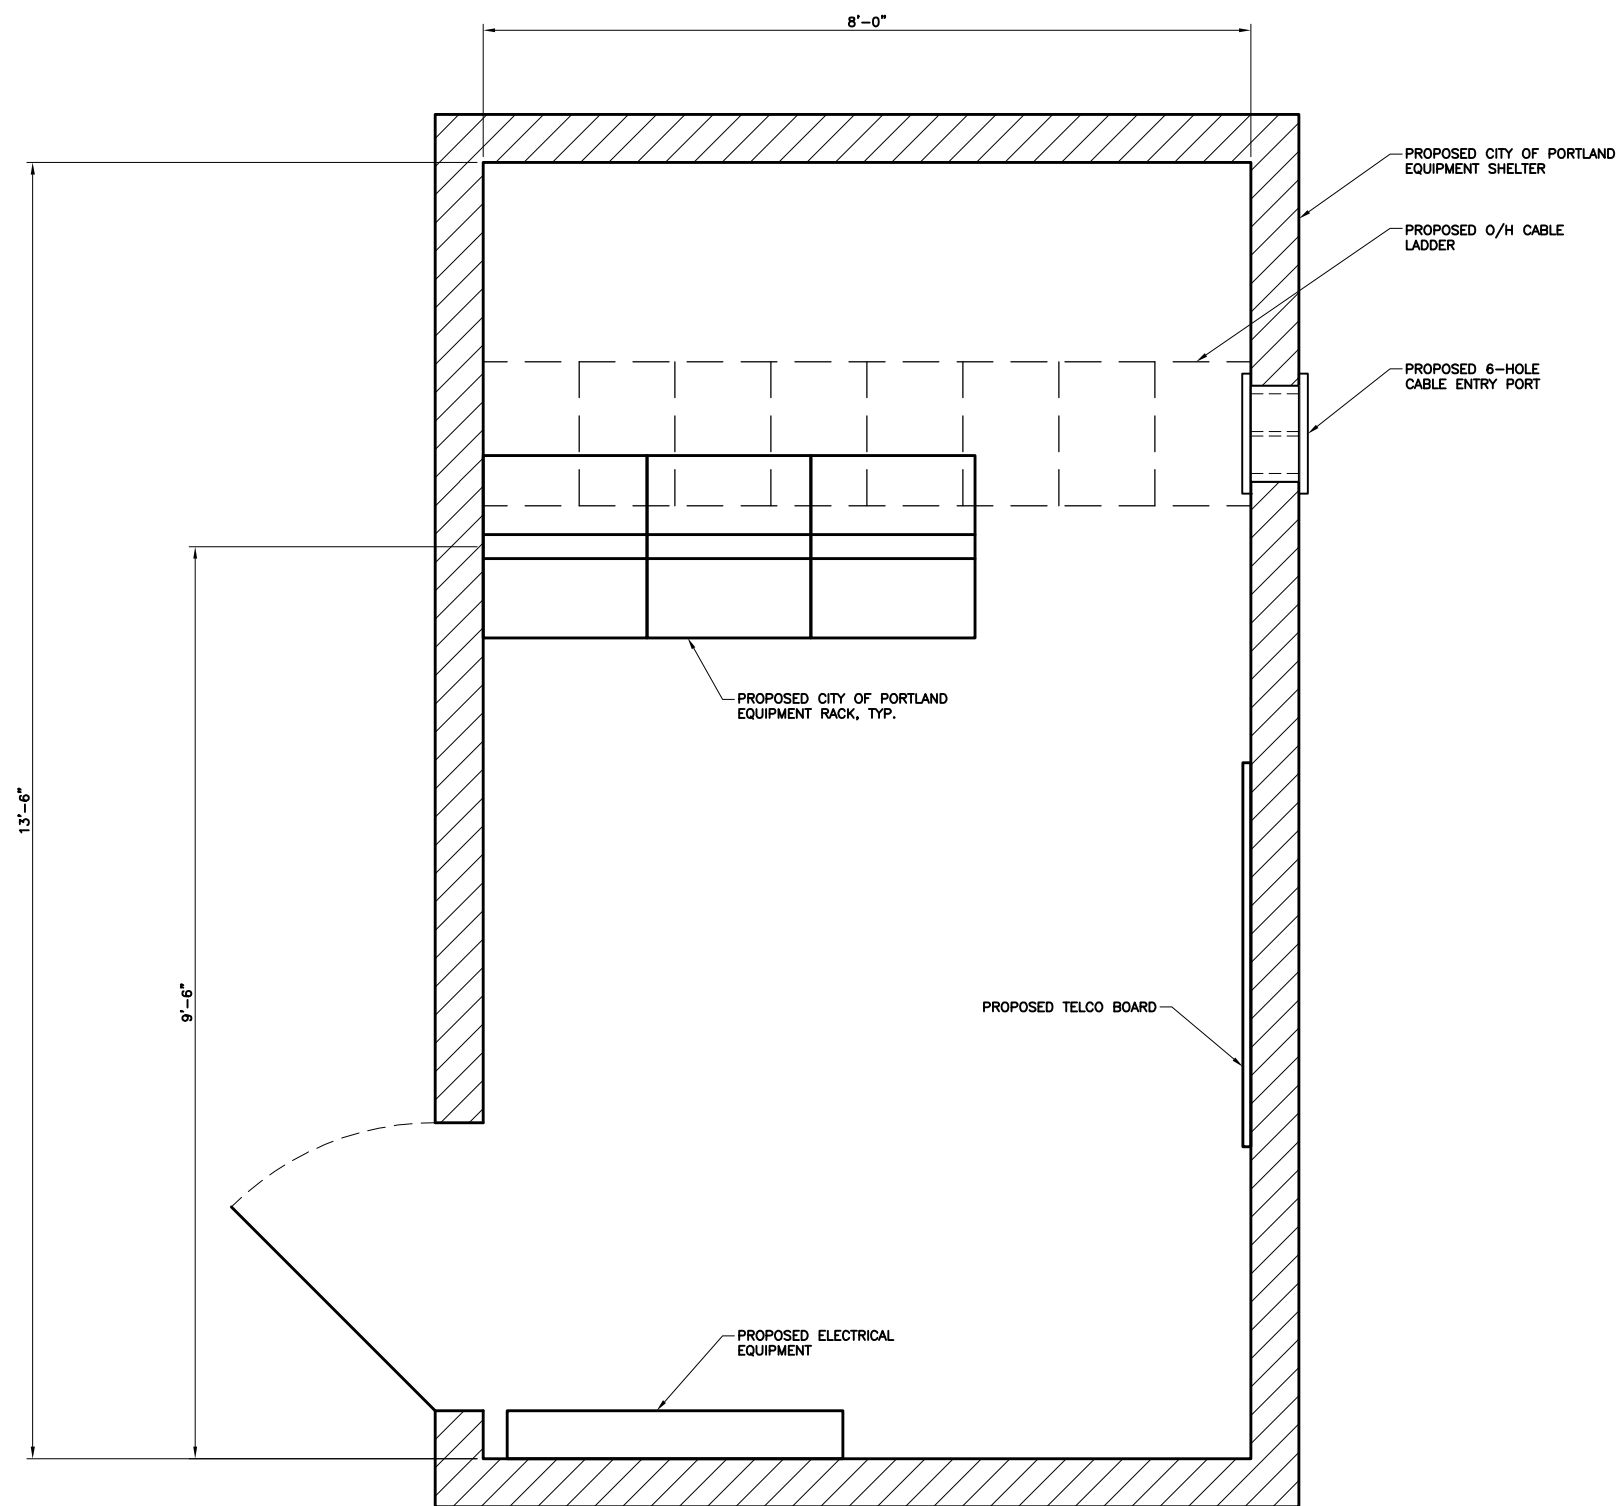 8'-0"
PROPOSED CITY OF PORTLAND
EQUIPMENT SHELTER
PROPOSED O/H CABLE
LADDER
PROPOSED 6-HOLE
CABLE ENTRY PORT
PROPOSED CITY OF PORTLAND
EQUIPMENT RACK, TYP.
13'-6"
9'-6"
PROPOSED TELCO BOARD
PROPOSED ELECTRICAL
EQUIPMENT